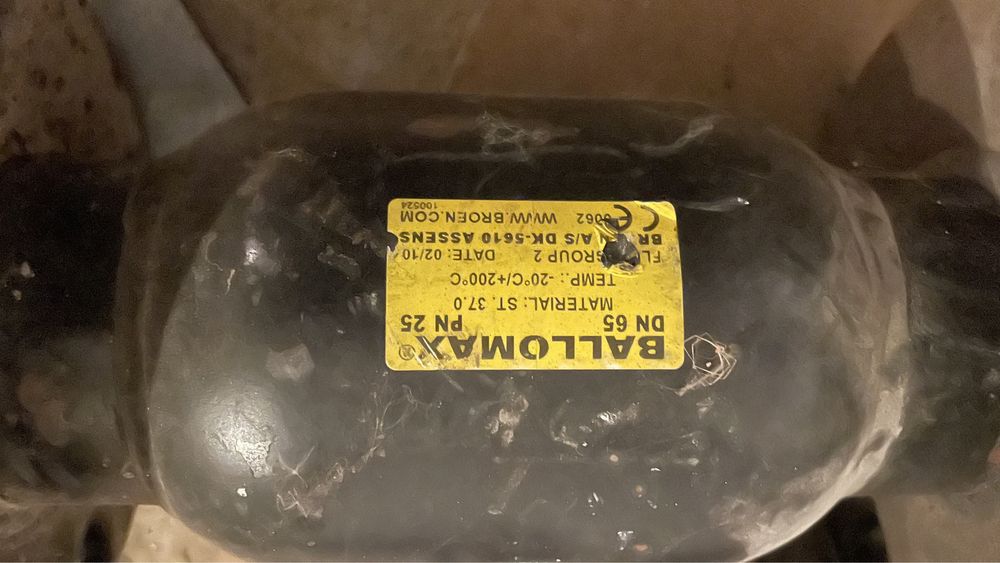 BALLOMAX®
DN 65 PN 25
MATERIAL: ST. 37.0
TEMP.: -20°C/+200°C
GROUP 2 DATE: 02/10
A/S DK-5610 ASSENS
CE 0062 WWW.BROEN.COM
100524